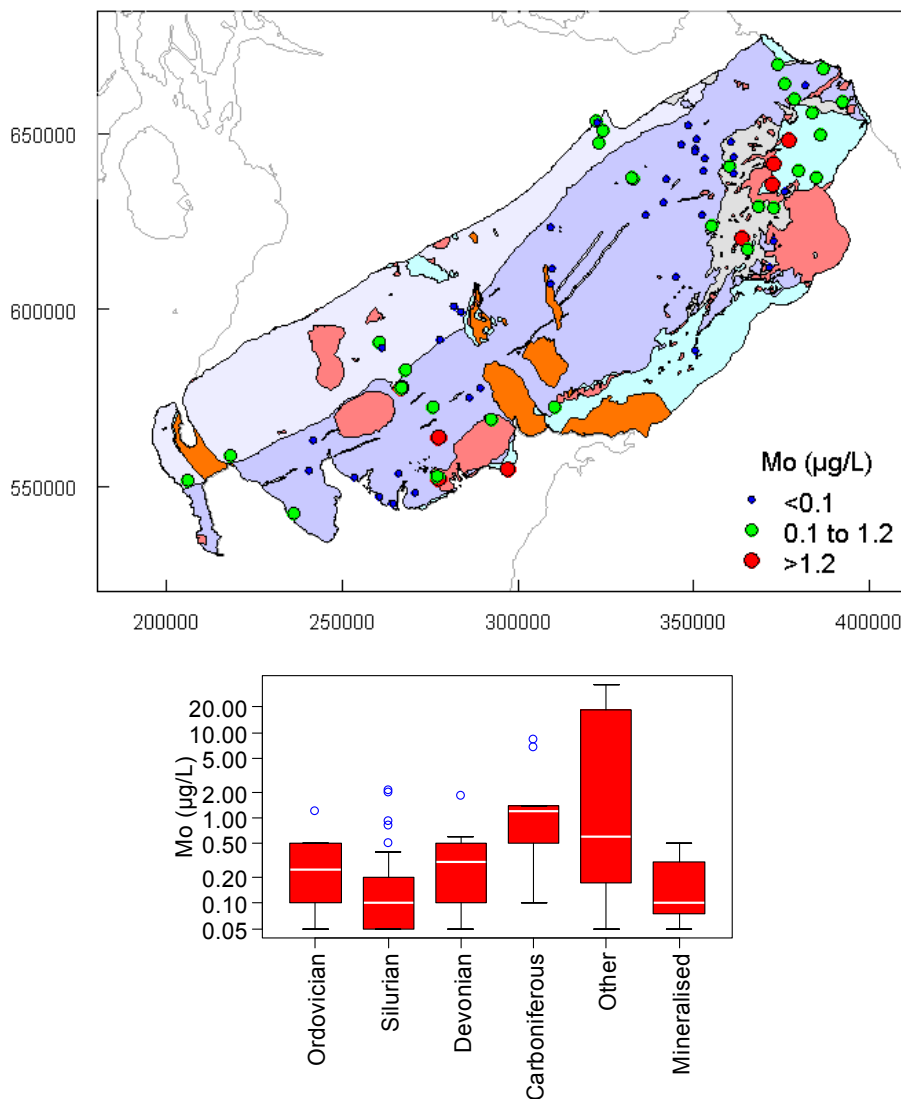 650000
600000
550000
Mo (µg/L)
<0.1
0.1 to 1.2
>1.2
200000 250000 300000 350000 400000
Mo (µg/L)
20.00
10.00
5.00
2.00
1.00
0.50
0.20
0.10
0.05
Ordovician
Silurian
Devonian
Carboniferous
Other
Mineralised